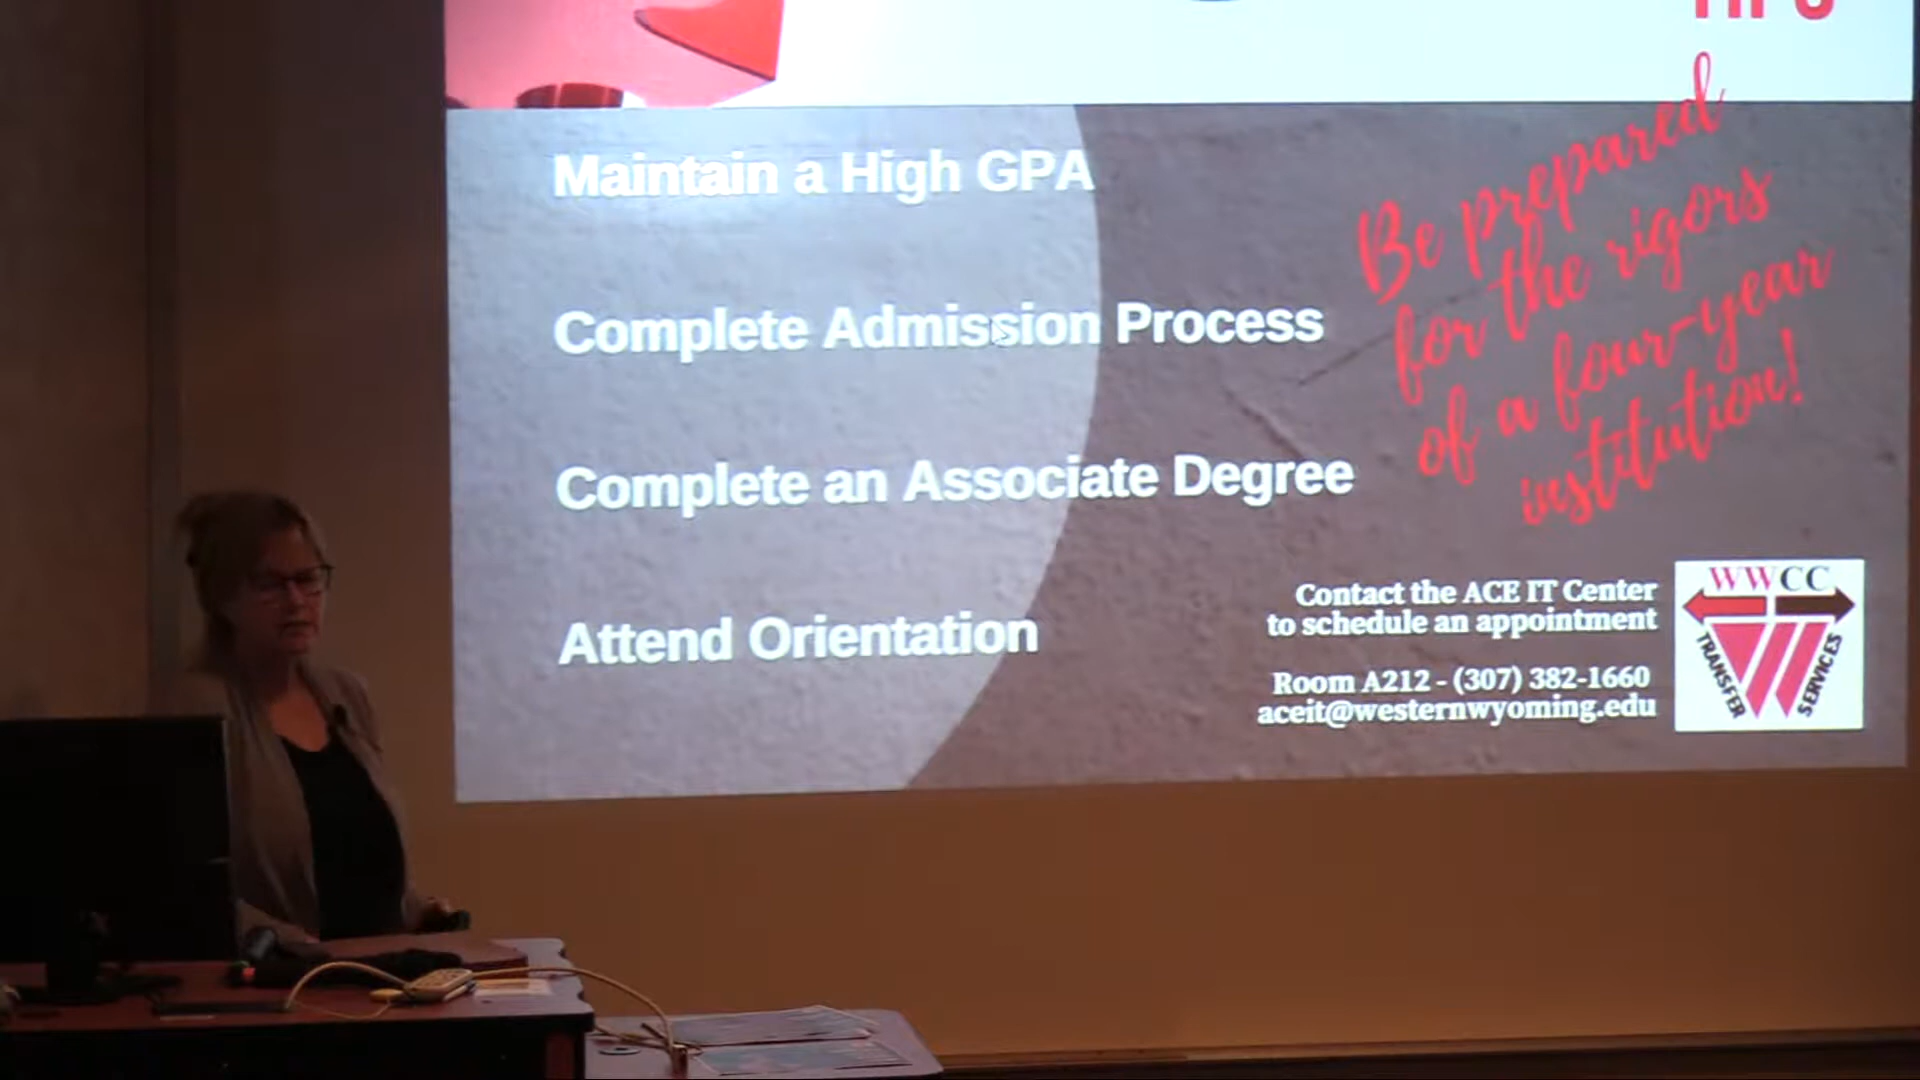 TIPS
Maintain a High GPA
Complete Admission Process
Complete an Associate Degree
Attend Orientation
Be prepared
for the rigors
of a four-year
institution!
Contact the ACE IT Center
to schedule an appointment
Room A212 - (307) 382-1660
aceit@westernwyoming.edu
WWCC
TRANSFER
SERVICES